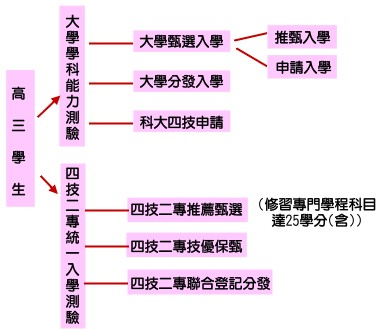 高三學生
大學學科能力測驗
大學甄選入學
推甄入學
申請入學
大學分發入學
科大四技申請
四技二專統一入學測驗
四技二專推薦甄選
(修習專門學程科目
達25學分(含))
四技二專技優保甄
四技二專聯合登記分發